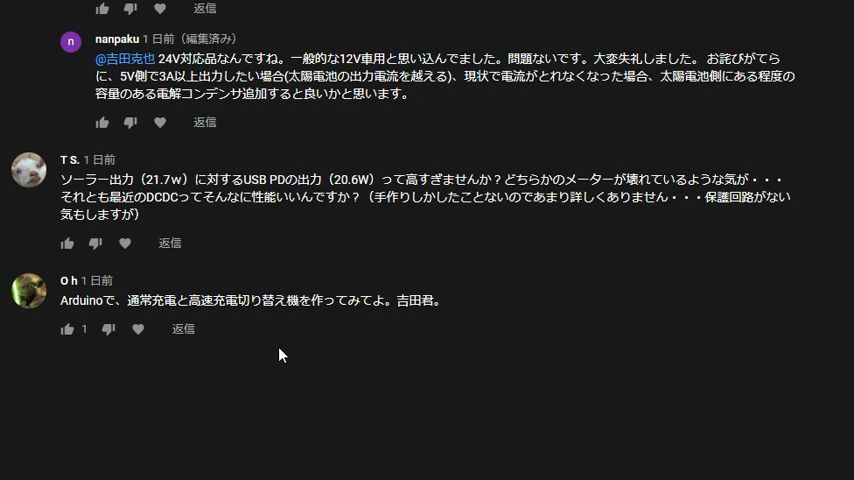 返信
nanpaku 1 日前（編集済み）
@吉田克也 24V対応品なんですね。一般的な12V車用と思い込んでました。問題ないです。大変失礼しました。 お詫びがてら
に、5V側で3A以上出力したい場合(太陽電池の出力電流を越える)、現状で電流がとれなくなった場合、太陽電池側にある程度の
容量のある電解コンデンサ追加すると良いかと思います。
返信
T S. 1 日前
ソーラー出力（21.7ｗ）に対するUSB PDの出力（20.6W）って高すぎませんか？どちらかのメーターが壊れているような気が・・・
それとも最近のDCDCってそんなに性能いいんですか？（手作りしかしたことないのであまり詳しくありません・・・保護回路がない
気もしますが）
返信
O h 1 日前
Arduinoで、通常充電と高速充電切り替え機を作ってみてよ。吉田君。
1 返信